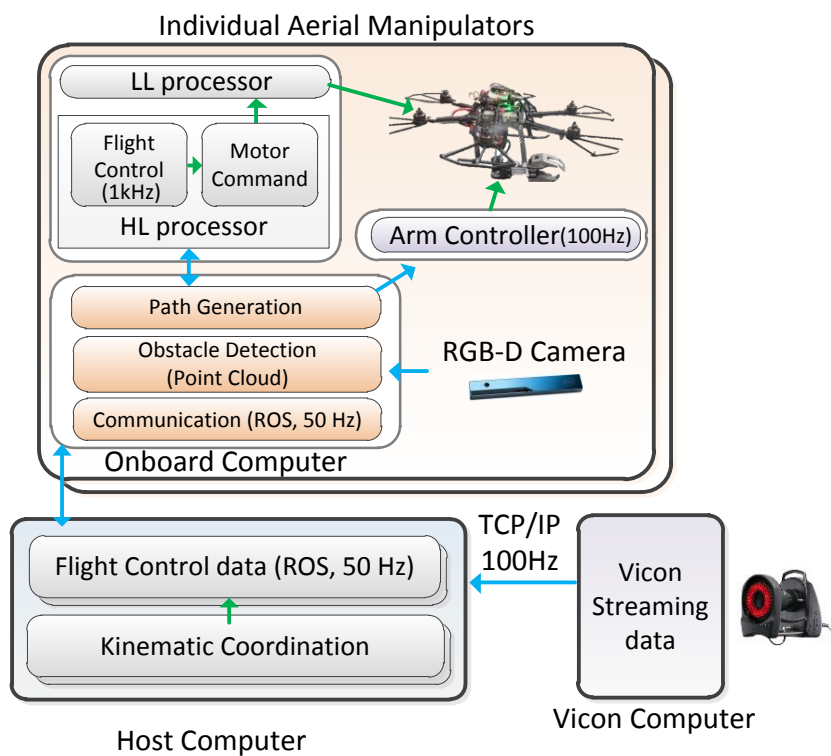 Individual Aerial Manipulators
LL processor
Flight
Control
(1kHz)
Motor
Command
HL processor
Arm Controller(100Hz)
Path Generation
Obstacle Detection
(Point Cloud)
Communication (ROS, 50 Hz)
RGB-D Camera
Onboard Computer
Flight Control data (ROS, 50 Hz)
Kinematic Coordination
TCP/IP
100Hz
Vicon
Streaming
data
Vicon Computer
Host Computer